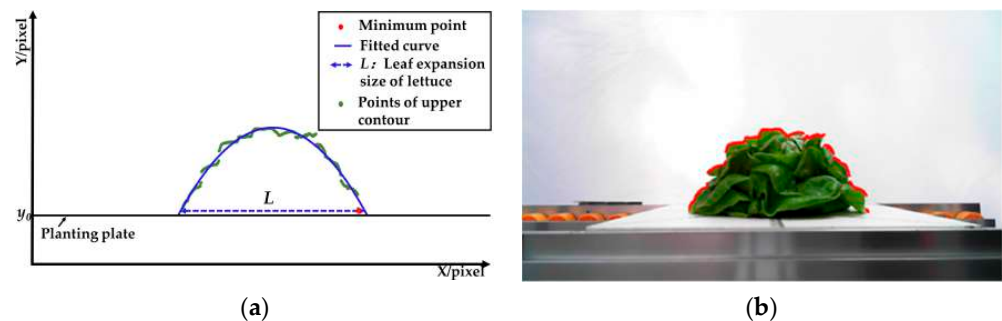 Y/pixel
Minimum point
Fitted curve
L: Leaf expansion
size of lettuce
Points of upper
contour
L
y₀
Planting plate
X/pixel
(a)
(b)